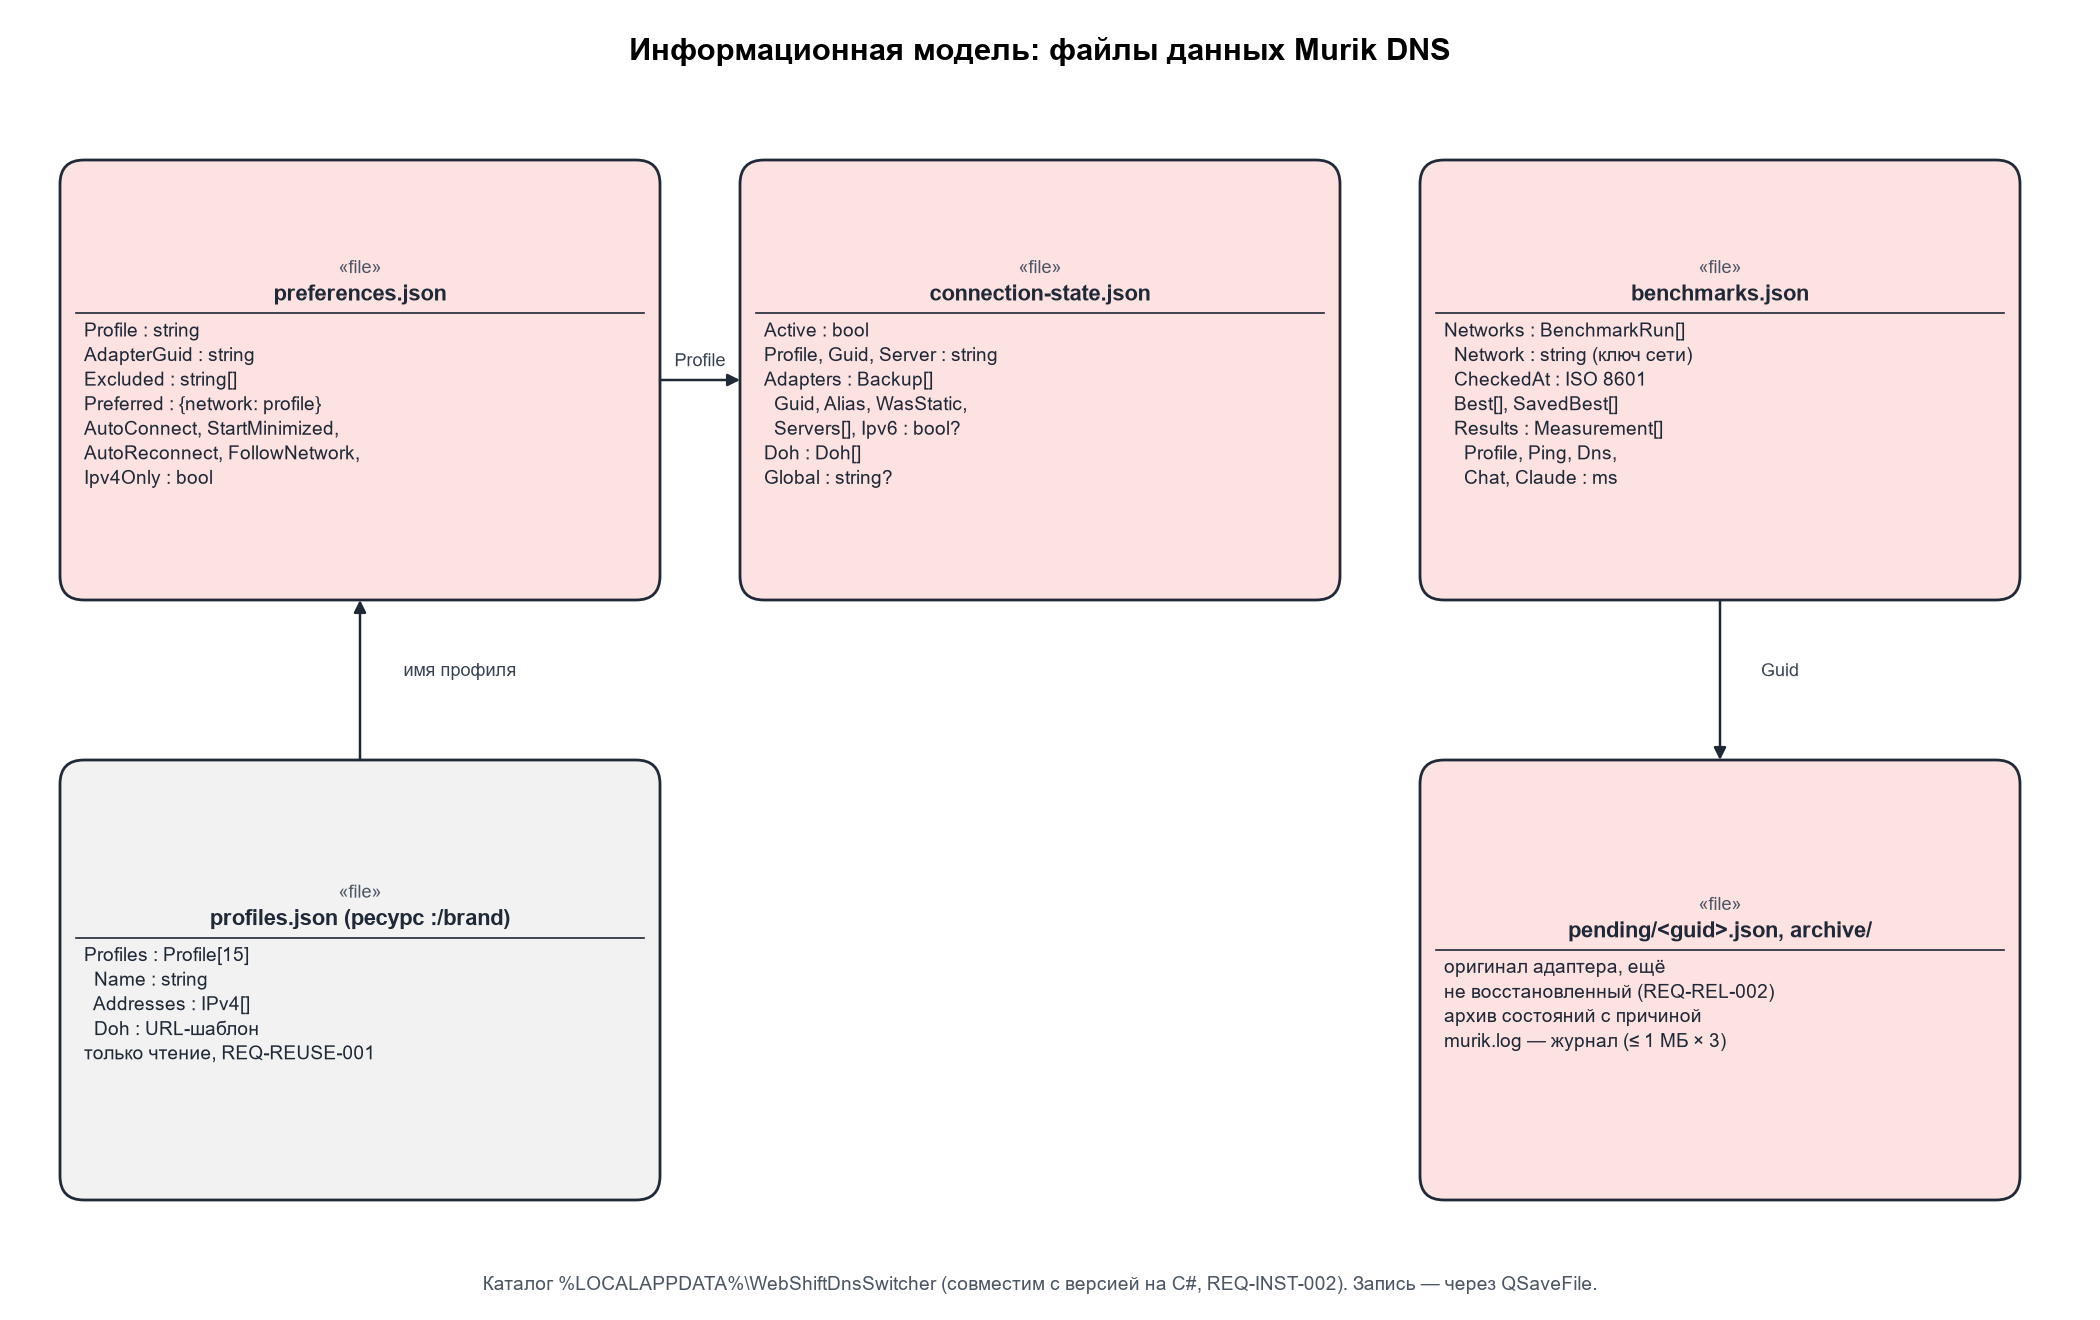 Информационная модель: файлы данных Murik DNS
«file»
preferences.json
Profile : string
AdapterGuid : string
Excluded : string[]
Preferred : {network: profile}
AutoConnect, StartMinimized,
AutoReconnect, FollowNetwork,
Ipv4Only : bool
Profile
«file»
connection-state.json
Active : bool
Profile, Guid, Server : string
Adapters : Backup[]
Guid, Alias, WasStatic,
Servers[], Ipv6 : bool?
Doh : Doh[]
Global : string?
«file»
benchmarks.json
Networks : BenchmarkRun[]
Network : string (ключ сети)
CheckedAt : ISO 8601
Best[], SavedBest[]
Results : Measurement[]
Profile, Ping, Dns,
Chat, Claude : ms
имя профиля
Guid
«file»
profiles.json (ресурс :/brand)
Profiles : Profile[15]
Name : string
Addresses : IPv4[]
Doh : URL-шаблон
только чтение, REQ-REUSE-001
«file»
pending/<guid>.json, archive/
оригинал адаптера, ещё
не восстановленный (REQ-REL-002)
архив состояний с причиной
murik.log — журнал (≤ 1 МБ × 3)
Каталог %LOCALAPPDATA%\WebShiftDnsSwitcher (совместим с версией на C#, REQ-INST-002). Запись — через QSaveFile.